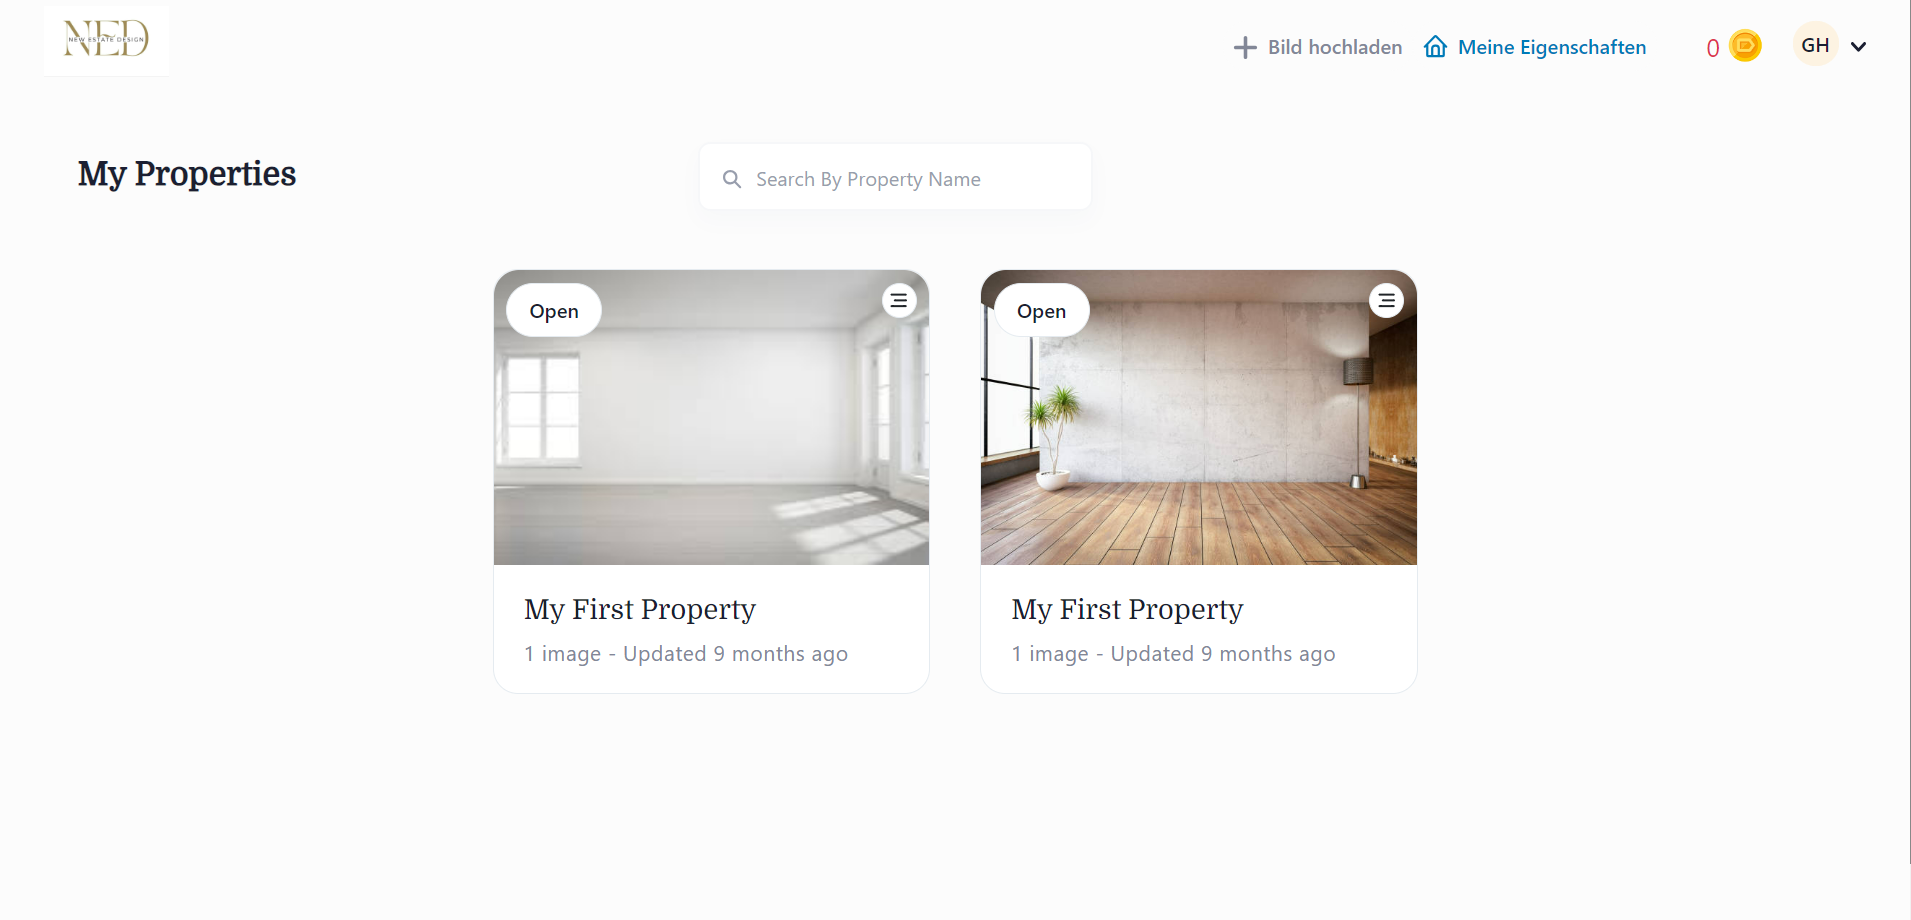 NED
NEW ESTATE DESIGN
Bild hochladen
Meine Eigenschaften
0
GH
My Properties
Search By Property Name
Open
Open
My First Property
1 image - Updated 9 months ago
My First Property
1 image - Updated 9 months ago